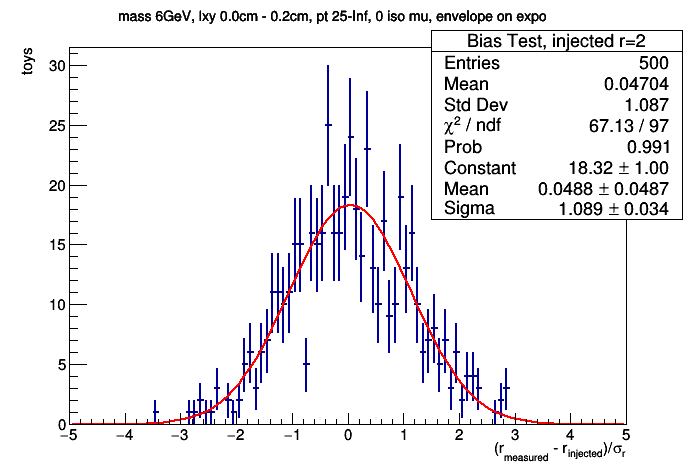 mass 6GeV, lxy 0.0cm - 0.2cm, pt 25-Inf, 0 iso mu, envelope on expo
Bias Test, injected r=2
Entries 500
Mean 0.04704
Std Dev 1.087
χ² / ndf 67.13 / 97
Prob 0.991
Constant 18.32 ± 1.00
Mean 0.0488 ± 0.0487
Sigma 1.089 ± 0.034
toys
30
25
20
15
10
5
0
−5 −4 −3 −2 −1 0 1 2 3 4 5
(r_measured - r_injected)/σ_r